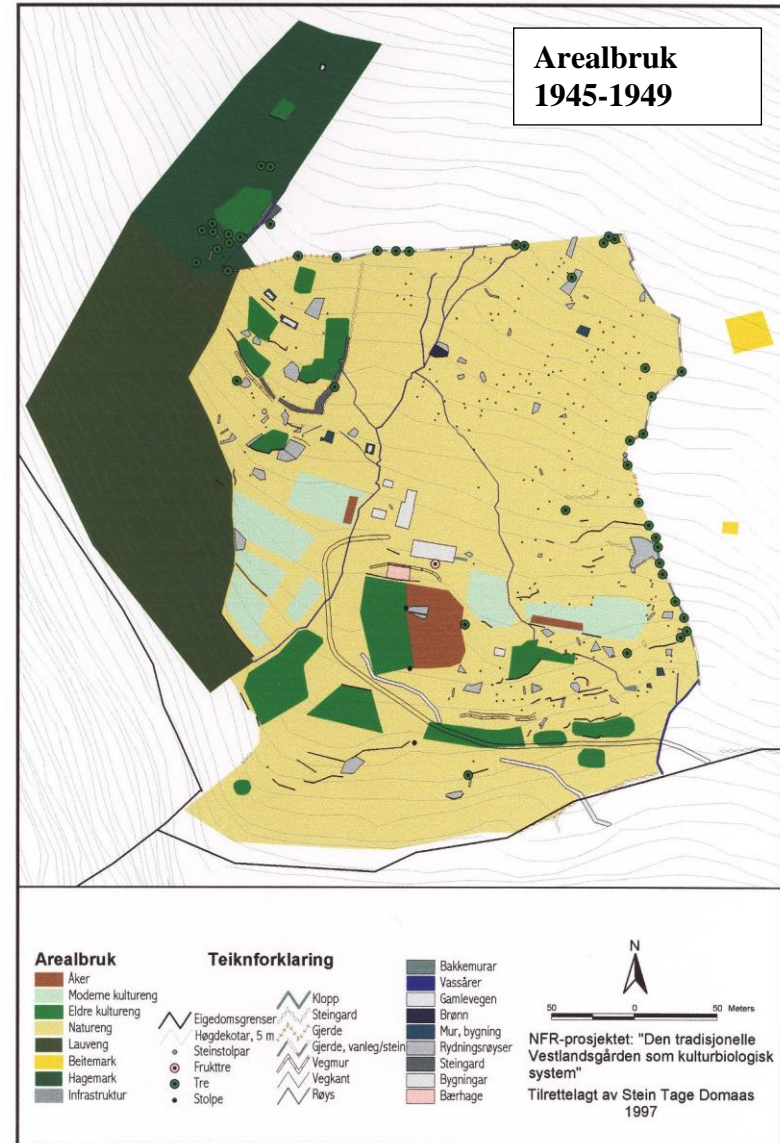 Arealbruk
1945-1949
Arealbruk
Åker
Moderne kultureng
Eldre kultureng
Natureng
Lauveng
Beitemark
Hagemark
Infrastruktur
Teiknforklaring
Eigedomsgrenser
Høgdekotar, 5 m
Steinstolpar
Frukttre
Tre
Stolpe
Klopp
Steingard
Gjerde
Gjerde, vanleg/stein
Vegmur
Vegkant
Røys
Bakkemurar
Vassårer
Gamlevegen
Brønn
Mur, bygning
Rydningsrøyser
Steingard
Bygningar
Bærhage
N
50 0 50 Meters
NFR-prosjektet: "Den tradisjonelle
Vestlandsgården som kulturbiologisk
system"
Tilrettelagt av Stein Tage Domaas
1997